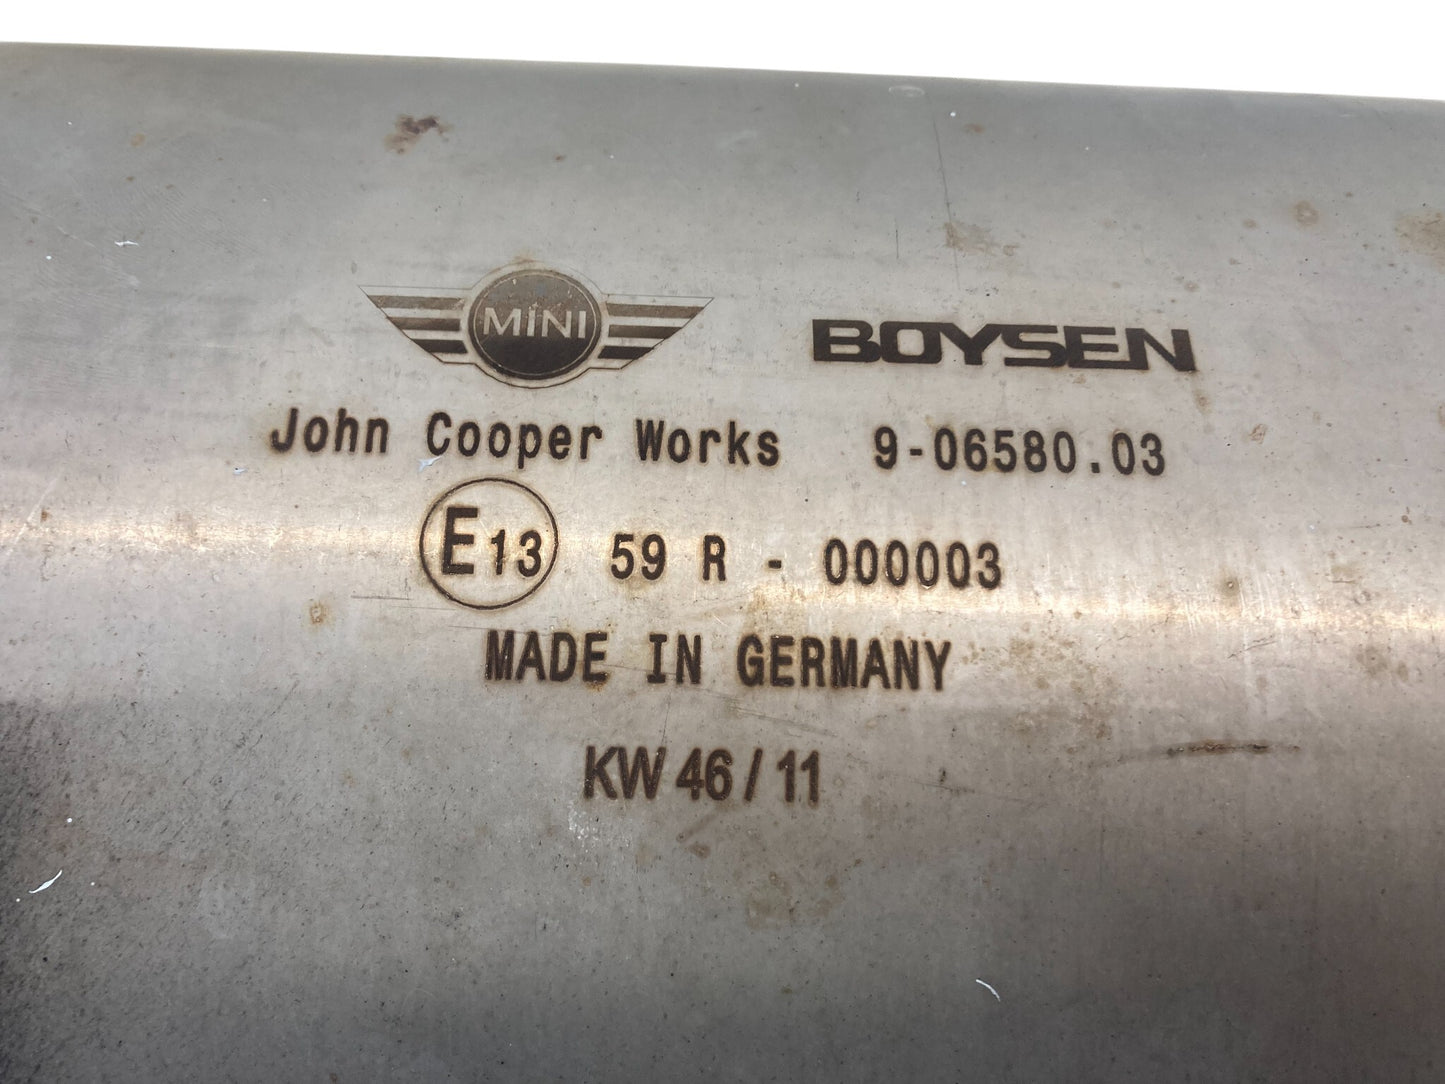 MINI BOYSEN
John Cooper Works 9-06580.03
E13 59 R - 000003
MADE IN GERMANY
KW 46/11